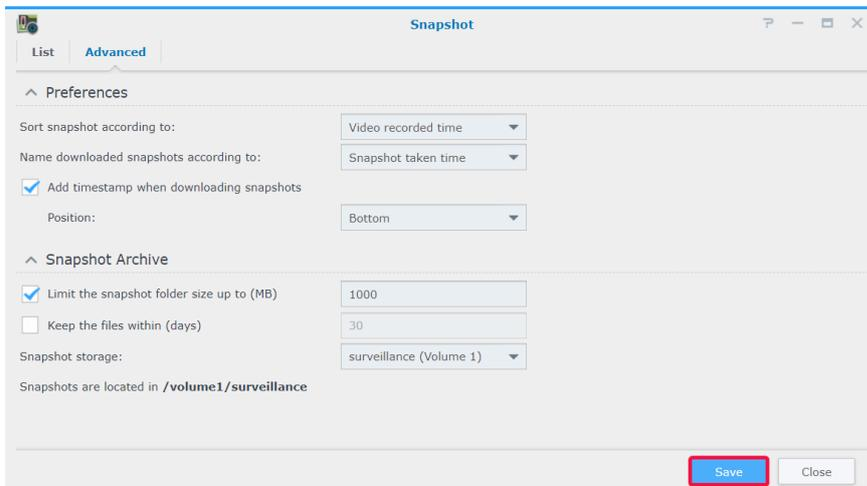 Snapshot
List Advanced
Preferences
Sort snapshot according to: Video recorded time
Name downloaded snapshots according to: Snapshot taken time
Add timestamp when downloading snapshots
Position: Bottom
Snapshot Archive
Limit the snapshot folder size up to (MB) 1000
Keep the files within (days) 30
Snapshot storage: surveillance (Volume 1)
Snapshots are located in /volume1/surveillance
Save Close